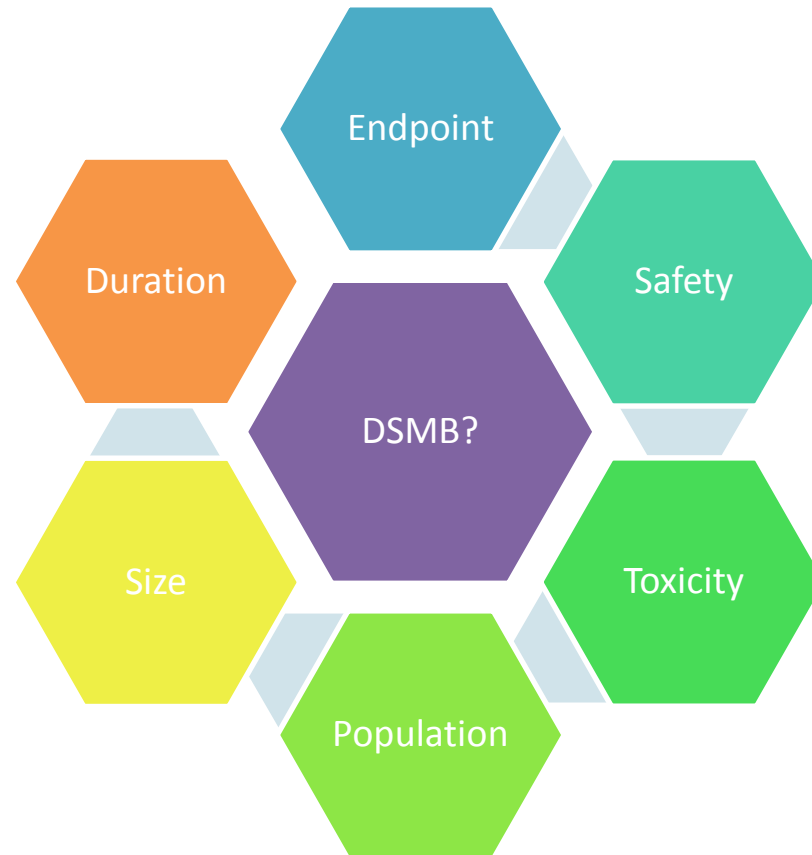 Endpoint
Duration
Safety
DSMB?
Size
Toxicity
Population